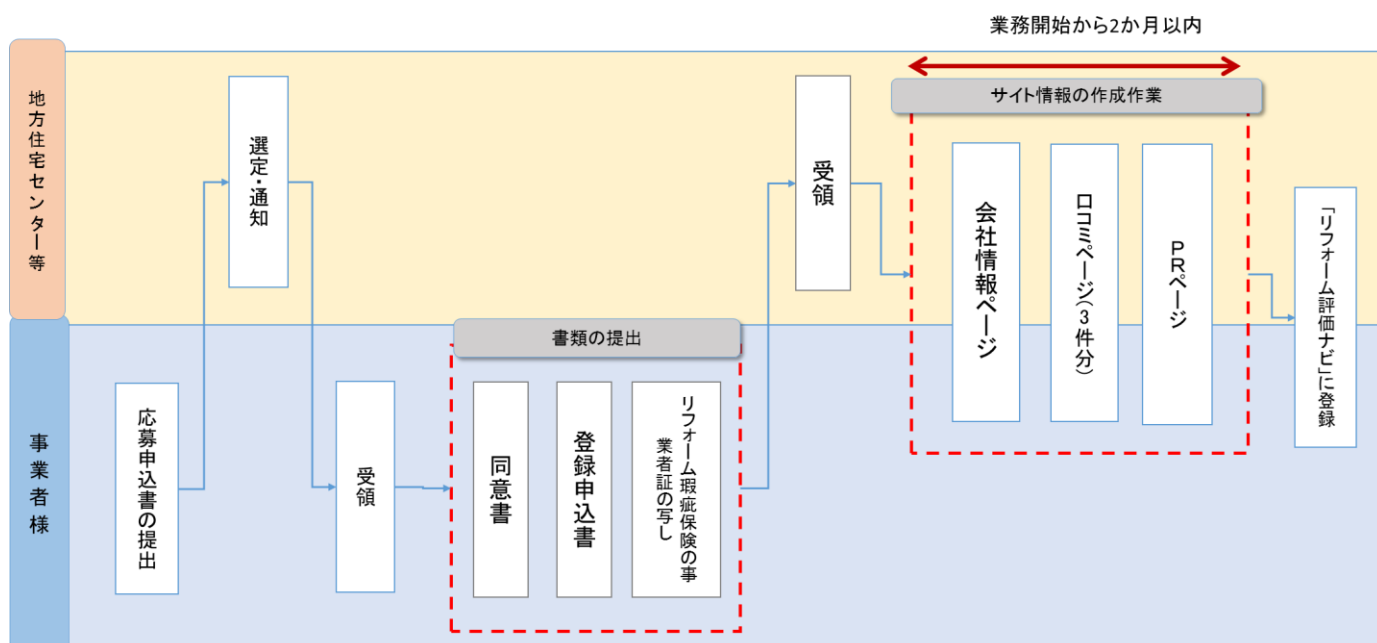 業務開始から2か月以内
地方住宅センター等
選定・通知
受領
サイト情報の作成作業
会社情報ページ
口コミページ(3件分)
PRページ
「リフォーム評価ナビ」に登録
事業者様
応募申込書の提出
受領
書類の提出
同意書
登録申込書
リフォーム瑕疵保険の事
業者証の写し